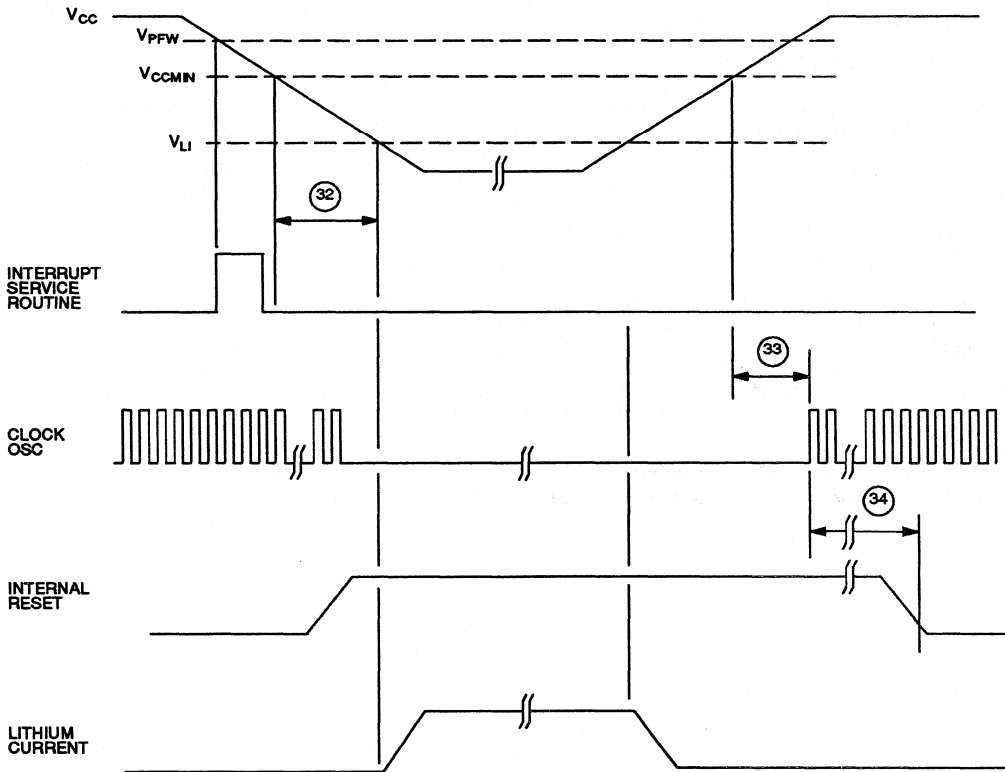 VCC
VPFW
VCCMIN
VLI
32
INTERRUPT
SERVICE
ROUTINE
33
CLOCK
OSC
34
INTERNAL
RESET
LITHIUM
CURRENT